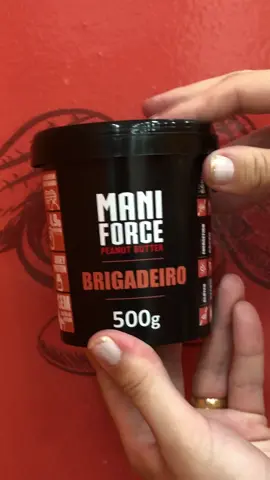 MANI
FORCE
PEANUT BUTTER
BRIGADEIRO
500g